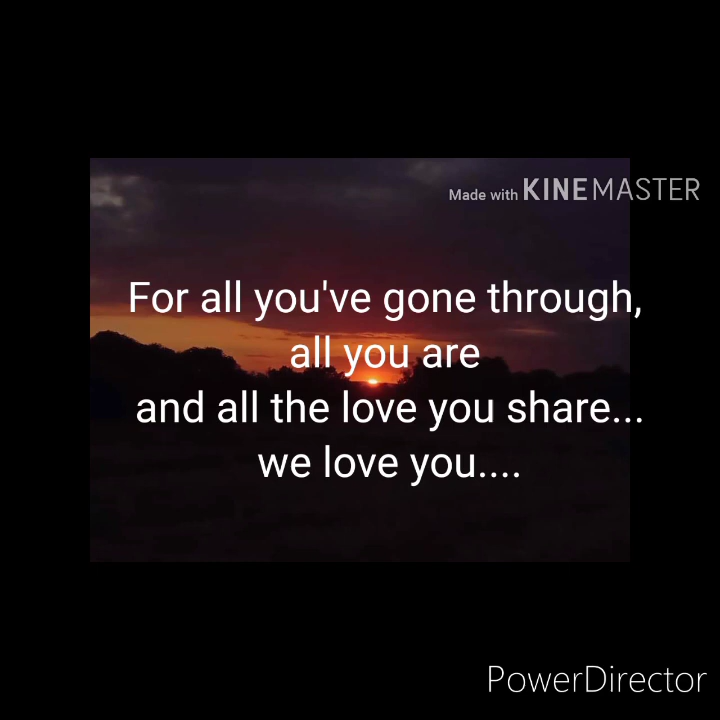 Made with KINEMASTER
For all you've gone through,
all you are
and all the love you share...
we love you....
PowerDirector